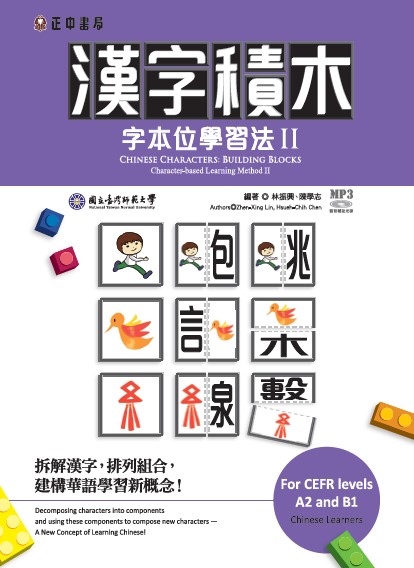 正中書局
漢字積木
字本位學習法 II
CHINESE CHARACTERS: BUILDING BLOCKS
Character-based Learning Method II
國立臺灣師範大學
National Taiwan Normal University
編著 ◎ 林振興、陳學志
Authors◎Zhen-Xing Lin, Hsueh-Chih Chen
MP3
包
兆
言
木
泉
殸
拆解漢字，排列組合，
建構華語學習新概念！
Decomposing characters into components
and using these components to compose new characters —
A New Concept of Learning Chinese!
For CEFR levels
A2 and B1
Chinese Learners